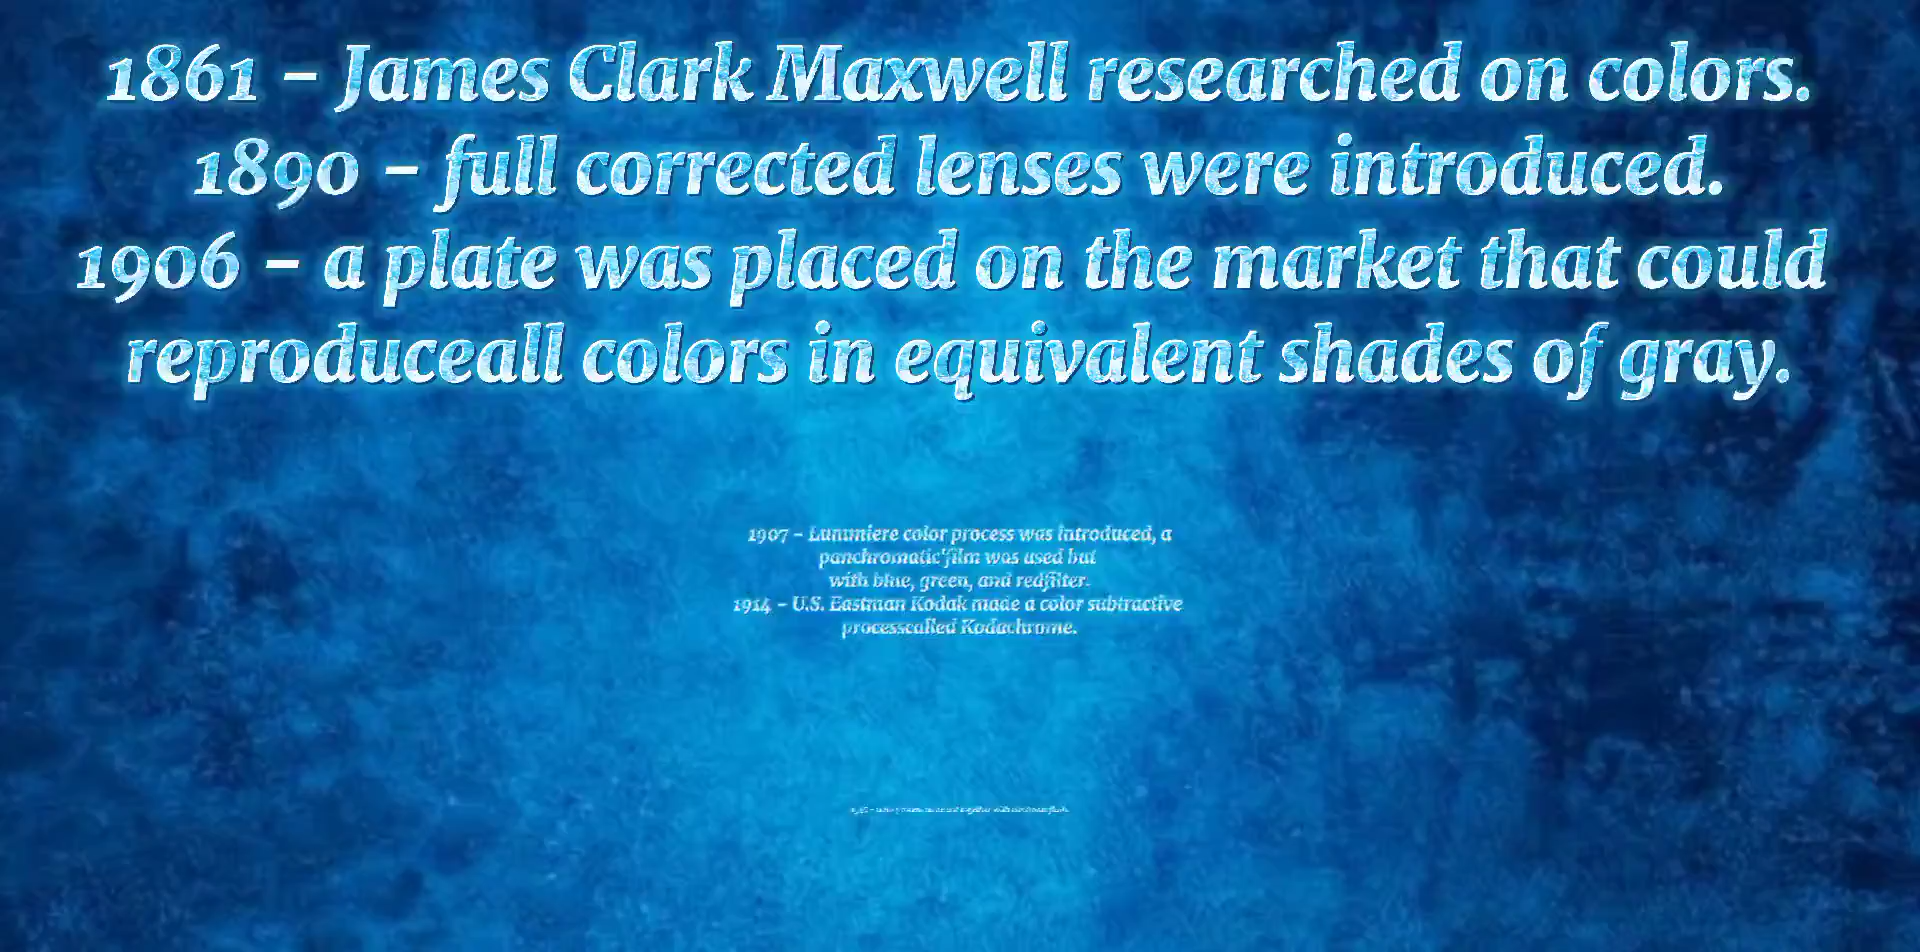 1861 – James Clark Maxwell researched on colors.
1890 – full corrected lenses were introduced.
1906 – a plate was placed on the market that could
reproduceall colors in equivalent shades of gray.
1907 – Lummiere color process was introduced, a
panchromatic film was used but
with blue, green, and redfilter.
1914 – U.S. Eastman Kodak made a color subtractive
processcalled Kodachrome.